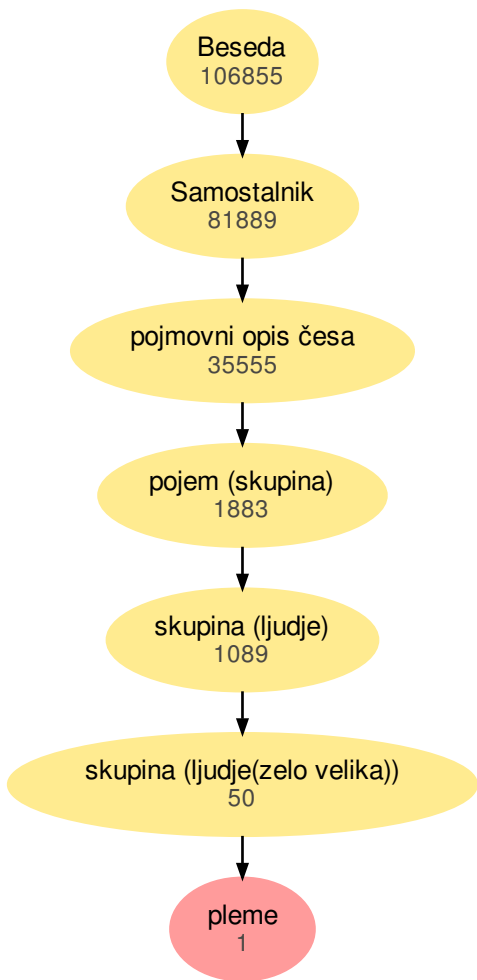 Beseda
106855
Samostalnik
81889
pojmovni opis česa
35555
pojem (skupina)
1883
skupina (ljudje)
1089
skupina (ljudje(zelo velika))
50
pleme
1